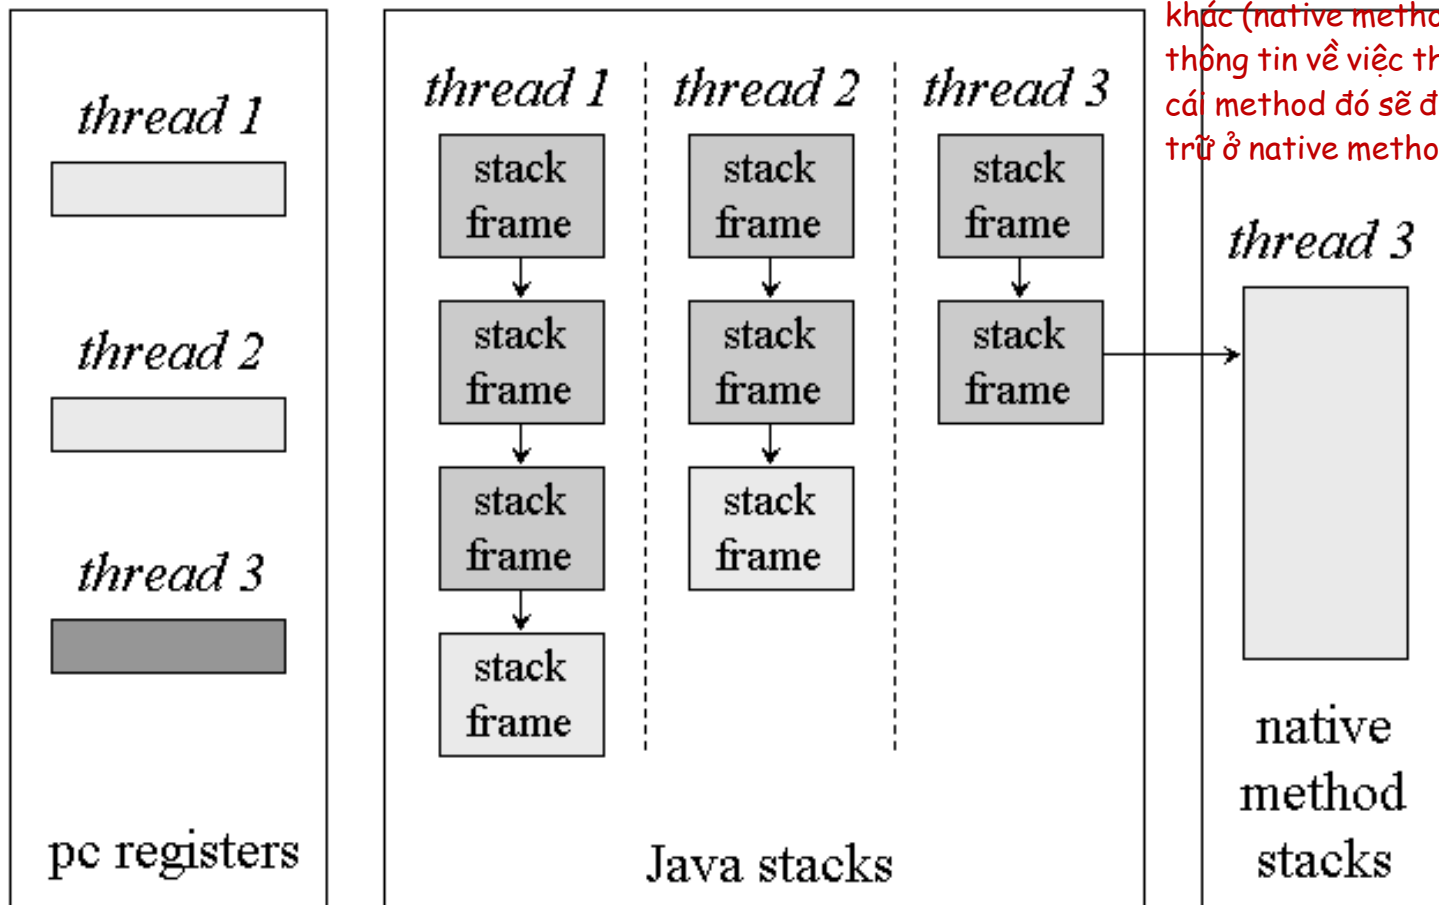 thread 1
thread 2
thread 3
pc registers
thread 1
stack
frame
stack
frame
stack
frame
stack
frame
thread 2
stack
frame
stack
frame
stack
frame
thread 3
stack
frame
stack
frame
Java stacks
khác (native metho
thông tin về việc th
cái method đó sẽ đ
trữ ở native metho
thread 3
native
method
stacks